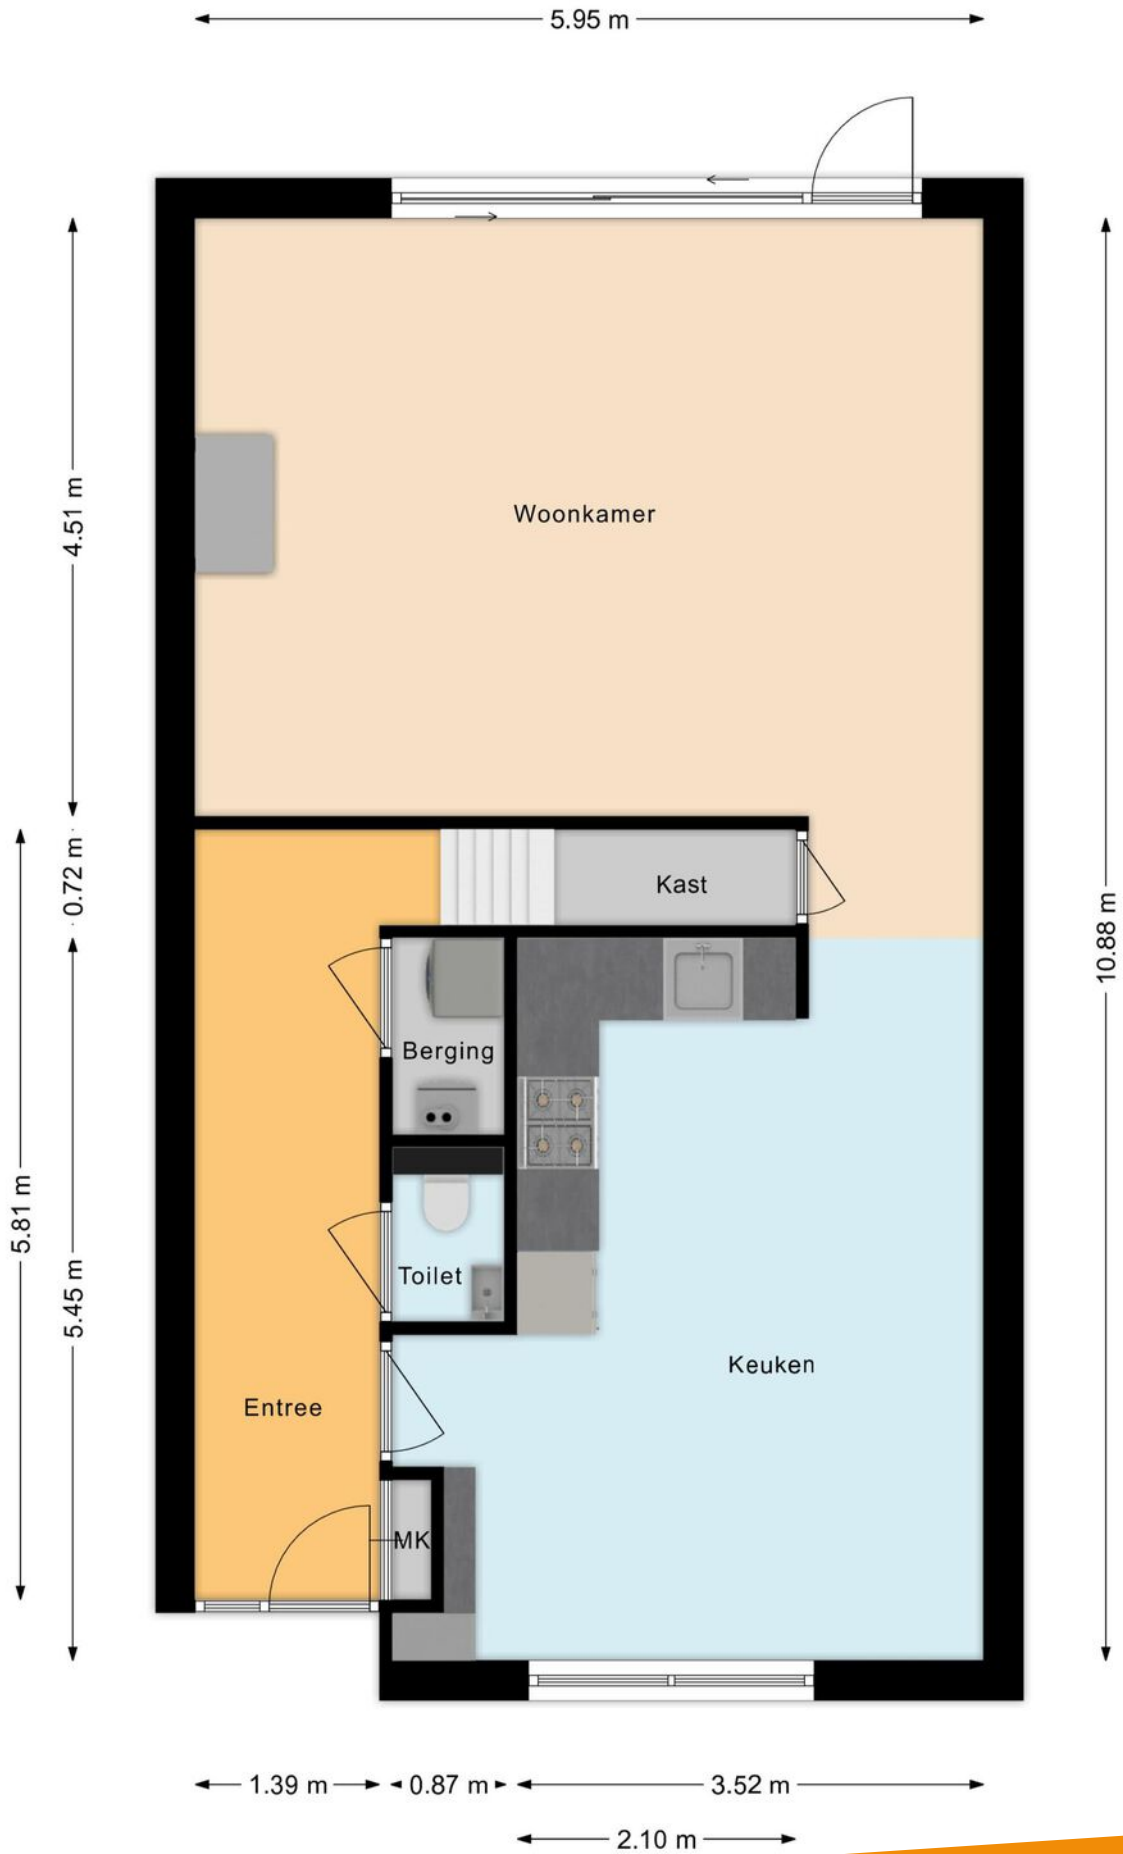 5.95 m
Woonkamer
4.51 m
0.72 m
Kast
10.88 m
Berging
5.81 m
5.45 m
Toilet
Keuken
Entree
MK
1.39 m
0.87 m
3.52 m
2.10 m